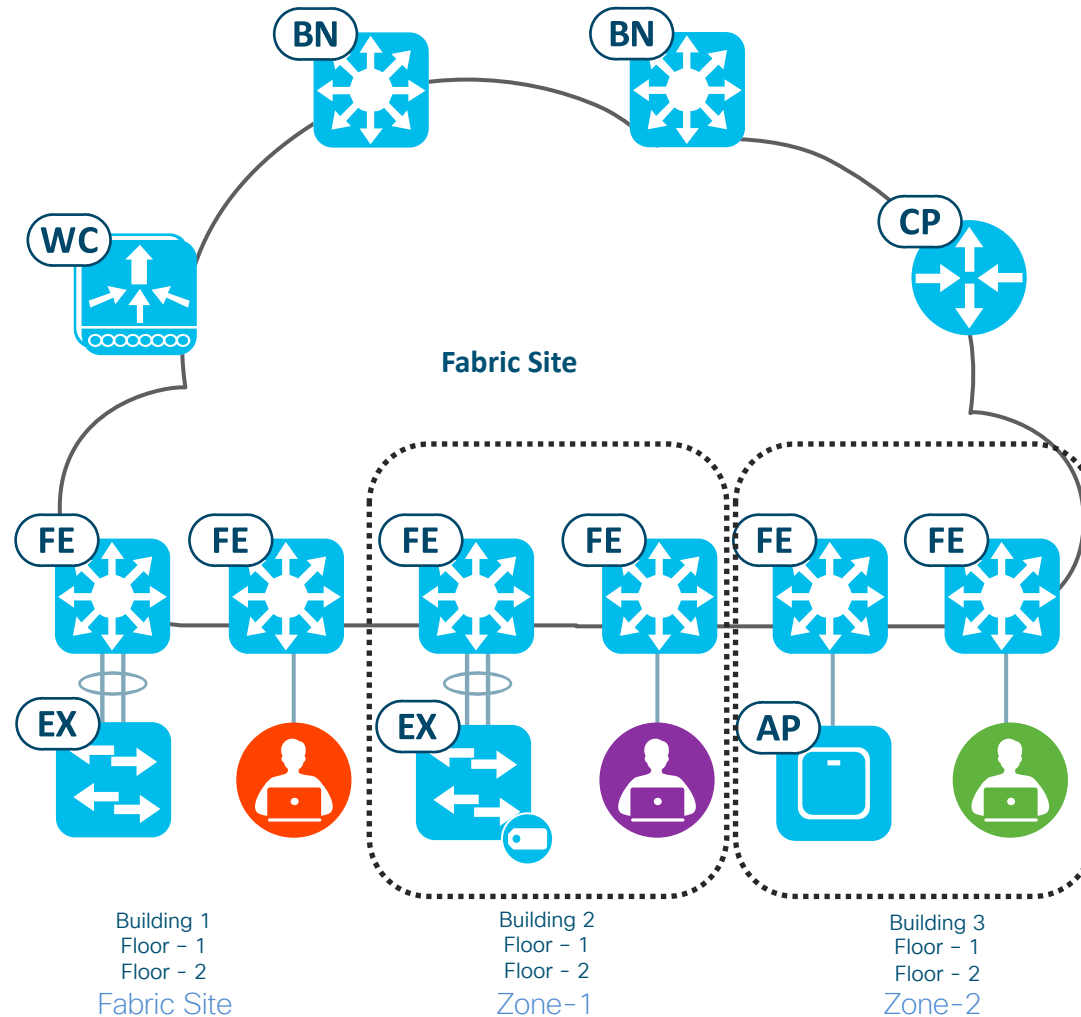 BN
BN
WC
CP
Fabric Site
FE
FE
FE
FE
FE
FE
EX
EX
AP
Building 1
Floor – 1
Floor – 2
Fabric Site
Building 2
Floor – 1
Floor – 2
Zone-1
Building 3
Floor – 1
Floor – 2
Zone-2